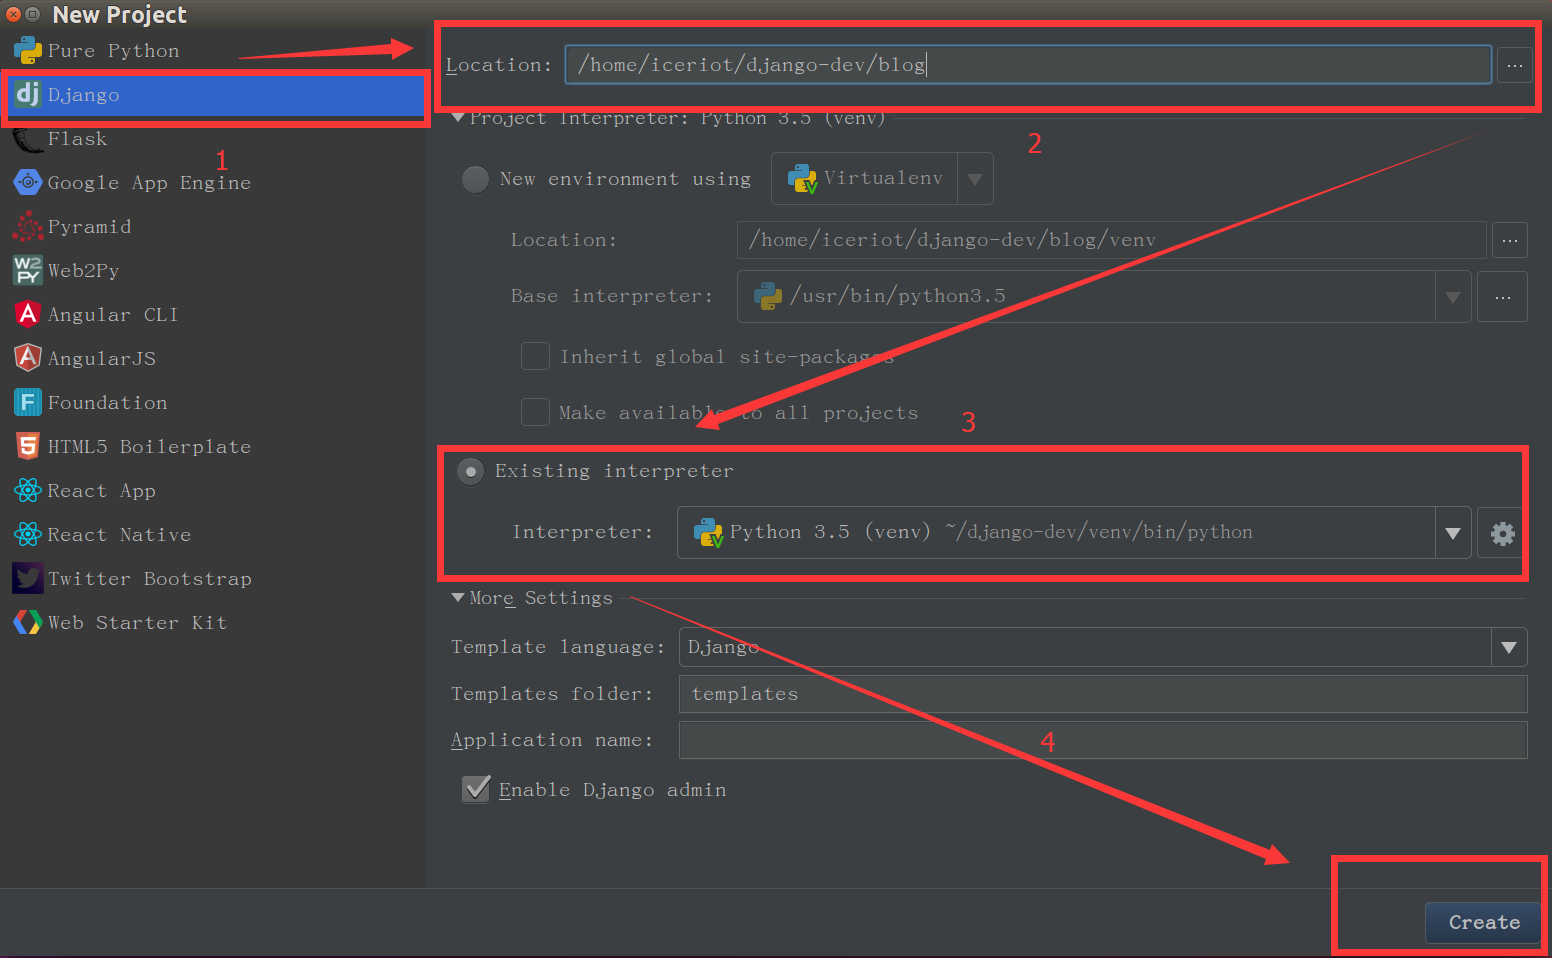 New Project
Pure Python
Django
Flask
1
Google App Engine
Pyramid
Web2Py
Angular CLI
AngularJS
Foundation
HTML5 Boilerplate
React App
React Native
Twitter Bootstrap
Web Starter Kit
Location: /home/iceriot/django-dev/blog ...
Project Interpreter: Python 3.5 (venv)
2
New environment using Virtualenv
Location: /home/iceriot/django-dev/blog/venv ...
Base interpreter: /usr/bin/python3.5 ...
Inherit global site-packages
Make available to all projects
3
Existing interpreter
Interpreter: Python 3.5 (venv) ~/django-dev/venv/bin/python
More Settings
Template language: Django
Templates folder: templates
Application name:
4
Enable Django admin
Create